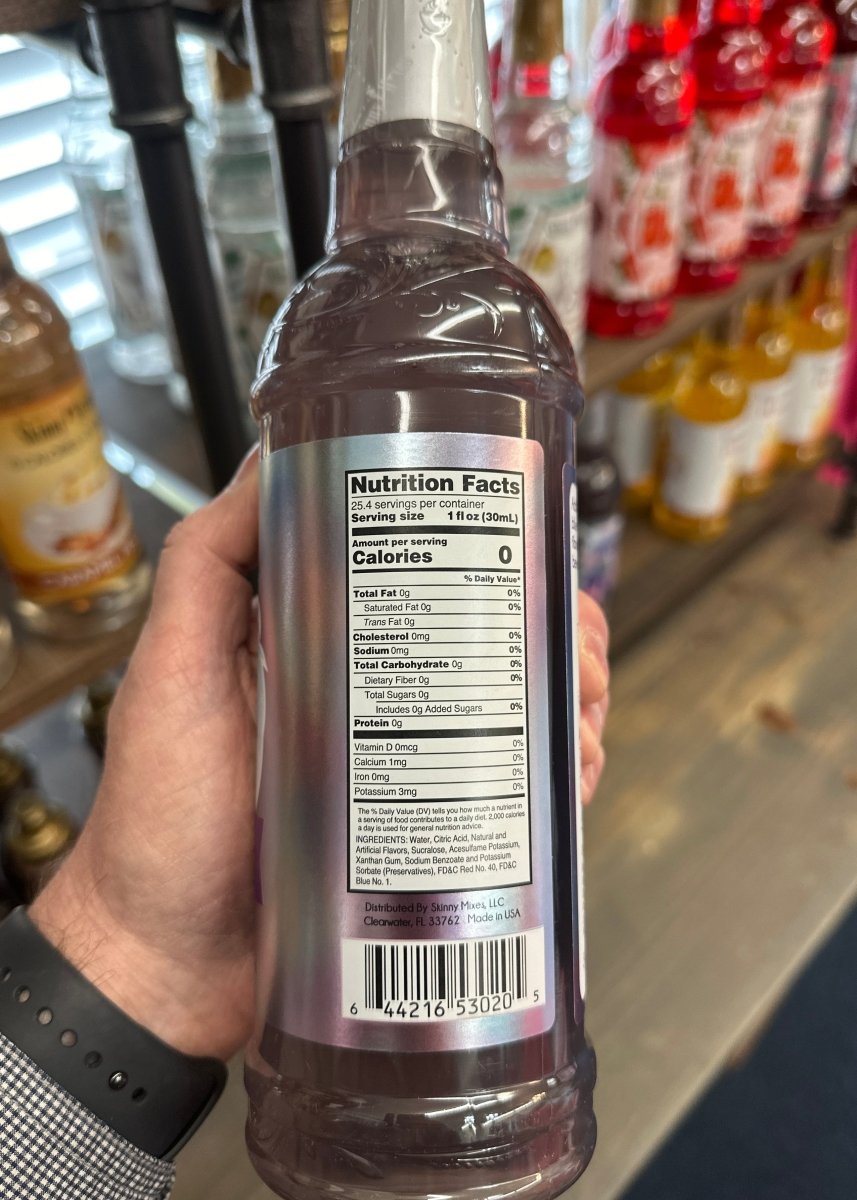 Nutrition Facts
25.4 servings per container
Serving size 1 fl oz (30mL)
Amount per serving
Calories 0
% Daily Value*
Total Fat 0g 0%
Saturated Fat 0g 0%
Trans Fat 0g
Cholesterol 0mg 0%
Sodium 0mg 0%
Total Carbohydrate 0g 0%
Dietary Fiber 0g 0%
Total Sugars 0g
Includes 0g Added Sugars 0%
Protein 0g
Vitamin D 0mcg 0%
Calcium 1mg 0%
Iron 0mg 0%
Potassium 3mg 0%
The % Daily Value (DV) tells you how much a nutrient in
a serving of food contributes to a daily diet. 2,000 calories
a day is used for general nutrition advice.
INGREDIENTS: Water, Citric Acid, Natural and
Artificial Flavors, Sucralose, Acesulfame Potassium,
Xanthan Gum, Sodium Benzoate and Potassium
Sorbate (Preservatives), FD&C Red No. 40, FD&C
Blue No. 1.
Distributed By Skinny Mixes, LLC
Clearwater, FL 33762 Made in USA
6 44216 53020 5